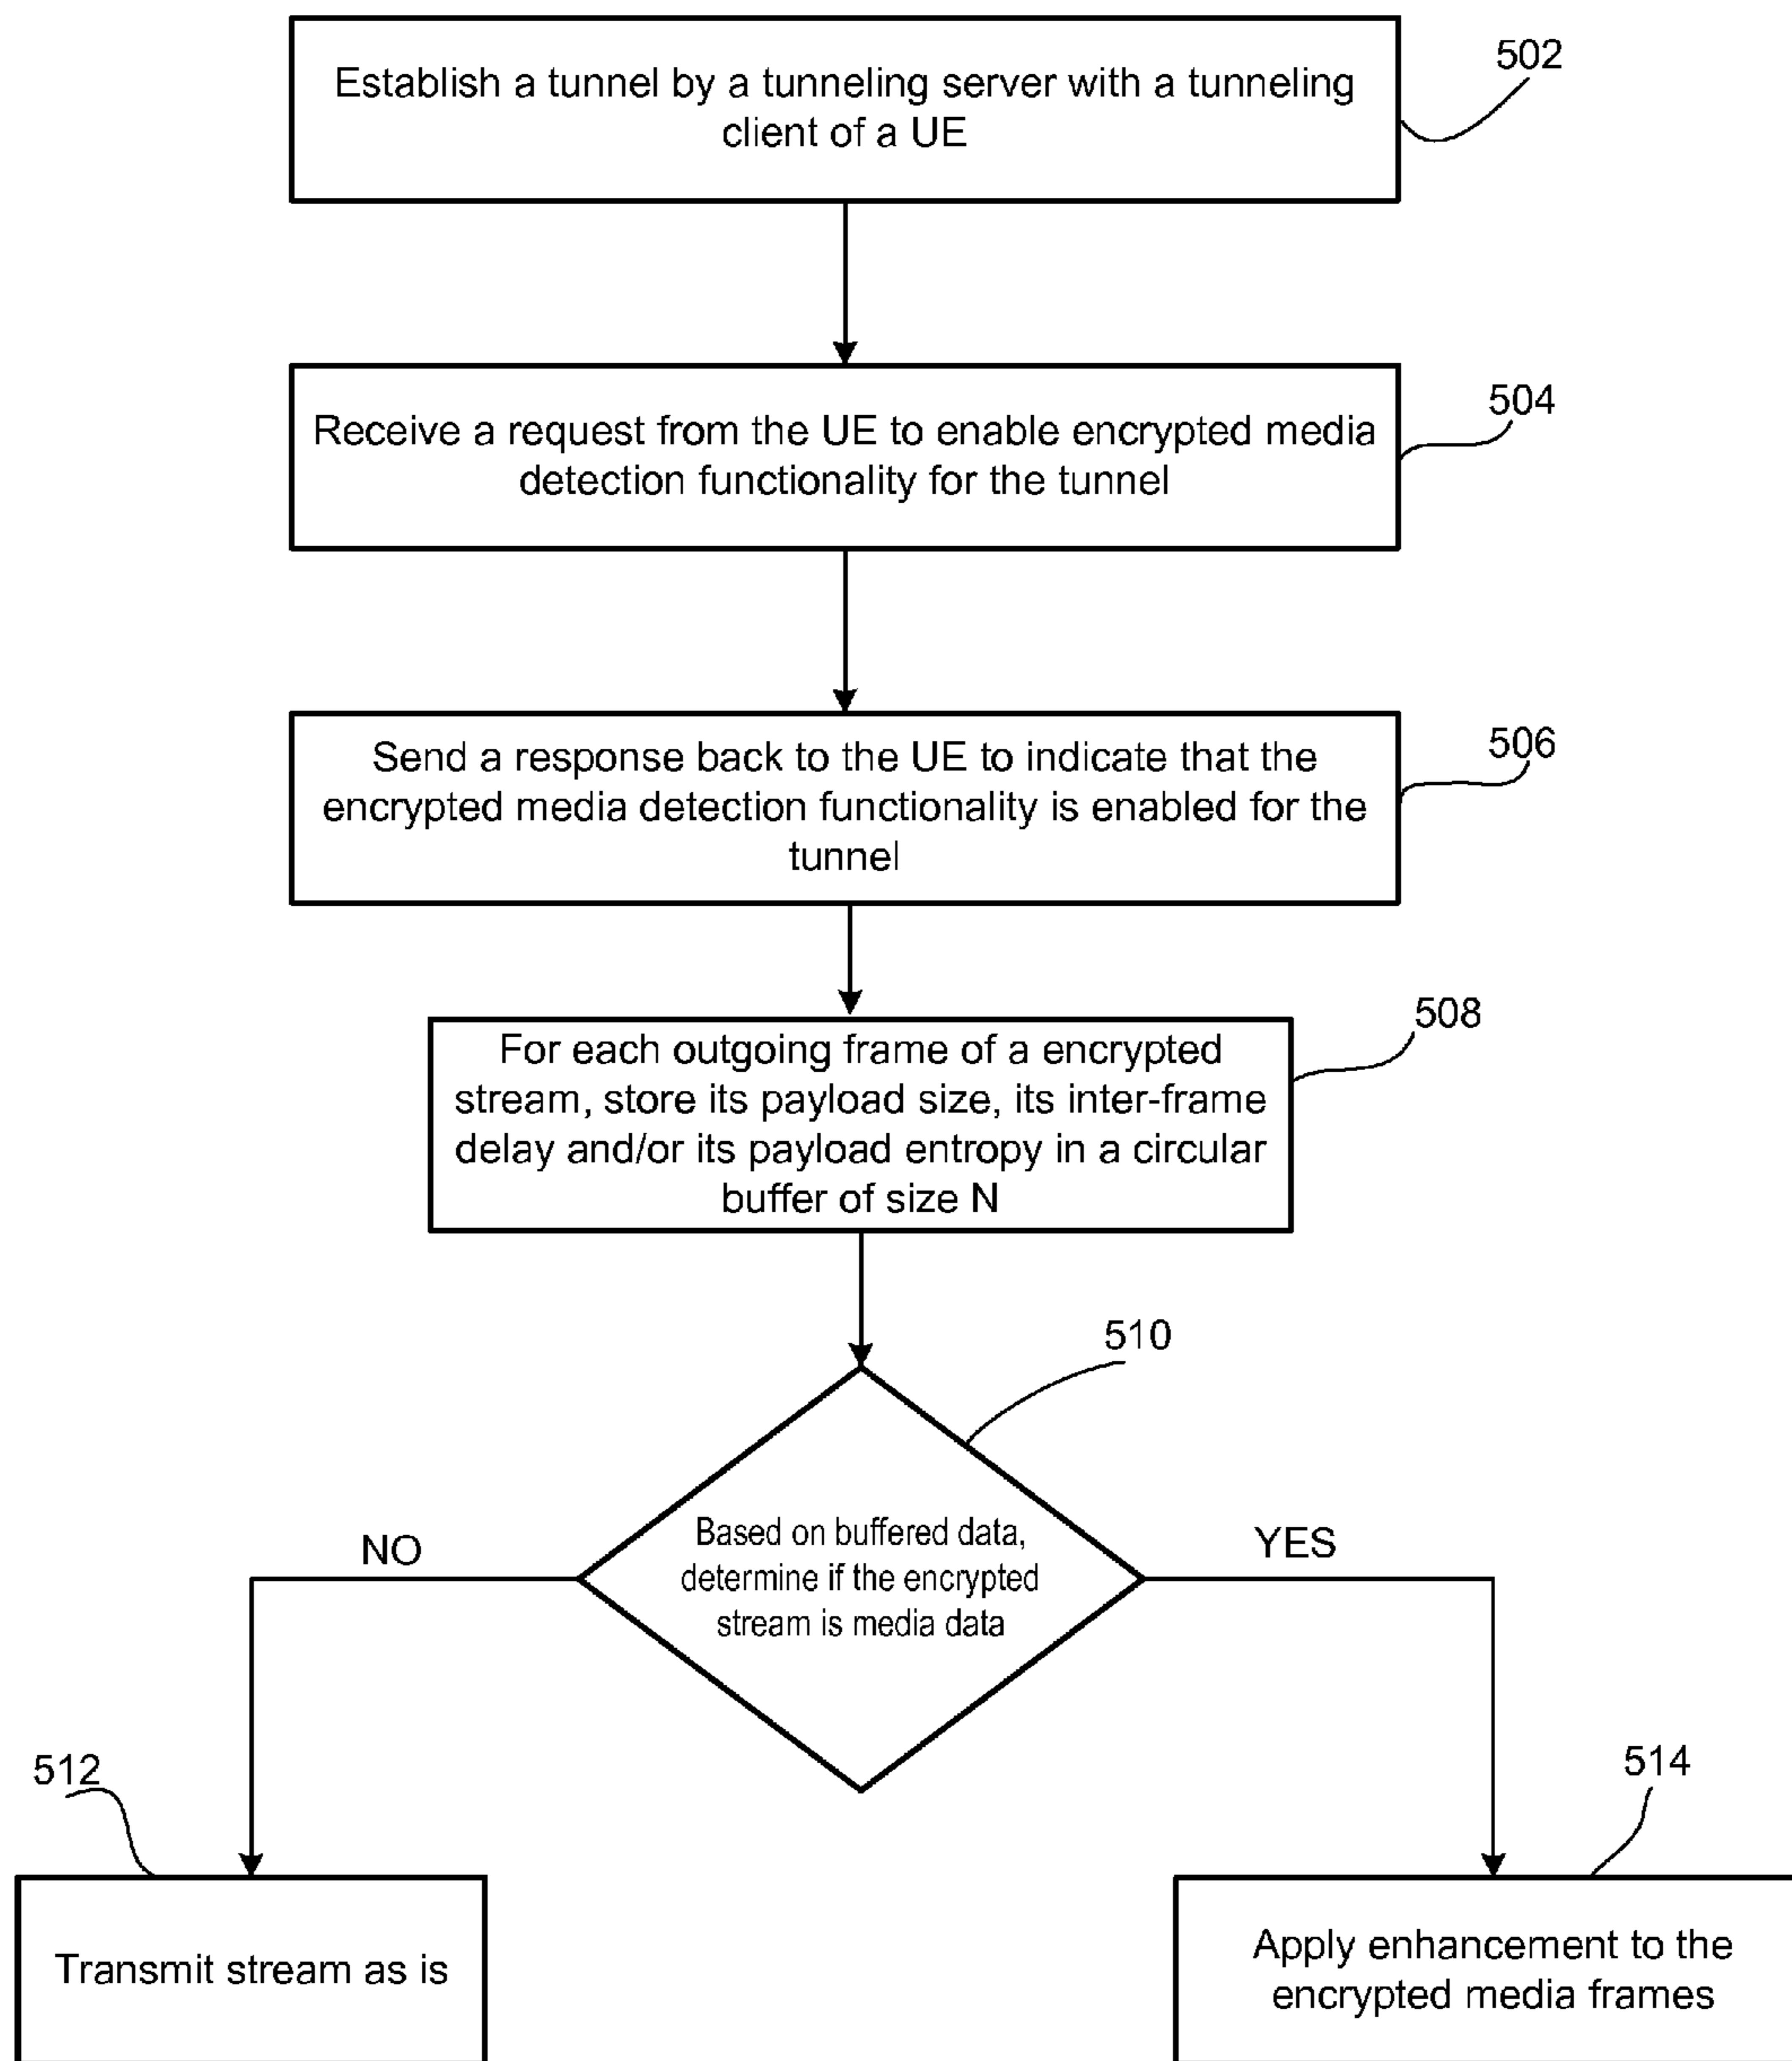 502
Establish a tunnel by a tunneling server with a tunneling
client of a UE
504
Receive a request from the UE to enable encrypted media
detection functionality for the tunnel
506
Send a response back to the UE to indicate that the
encrypted media detection functionality is enabled for the
tunnel
508
For each outgoing frame of a encrypted
stream, store its payload size, its inter-frame
delay and/or its payload entropy in a circular
buffer of size N
510
Based on buffered data,
determine if the encrypted
stream is media data
NO
YES
512
514
Transmit stream as is
Apply enhancement to the
encrypted media frames